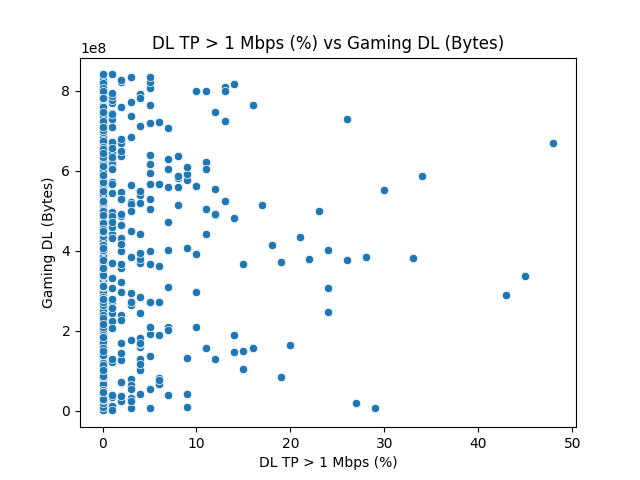 DL TP > 1 Mbps (%) vs Gaming DL (Bytes)
1e8
8
6
4
2
0
Gaming DL (Bytes)
0 10 20 30 40 50
DL TP > 1 Mbps (%)